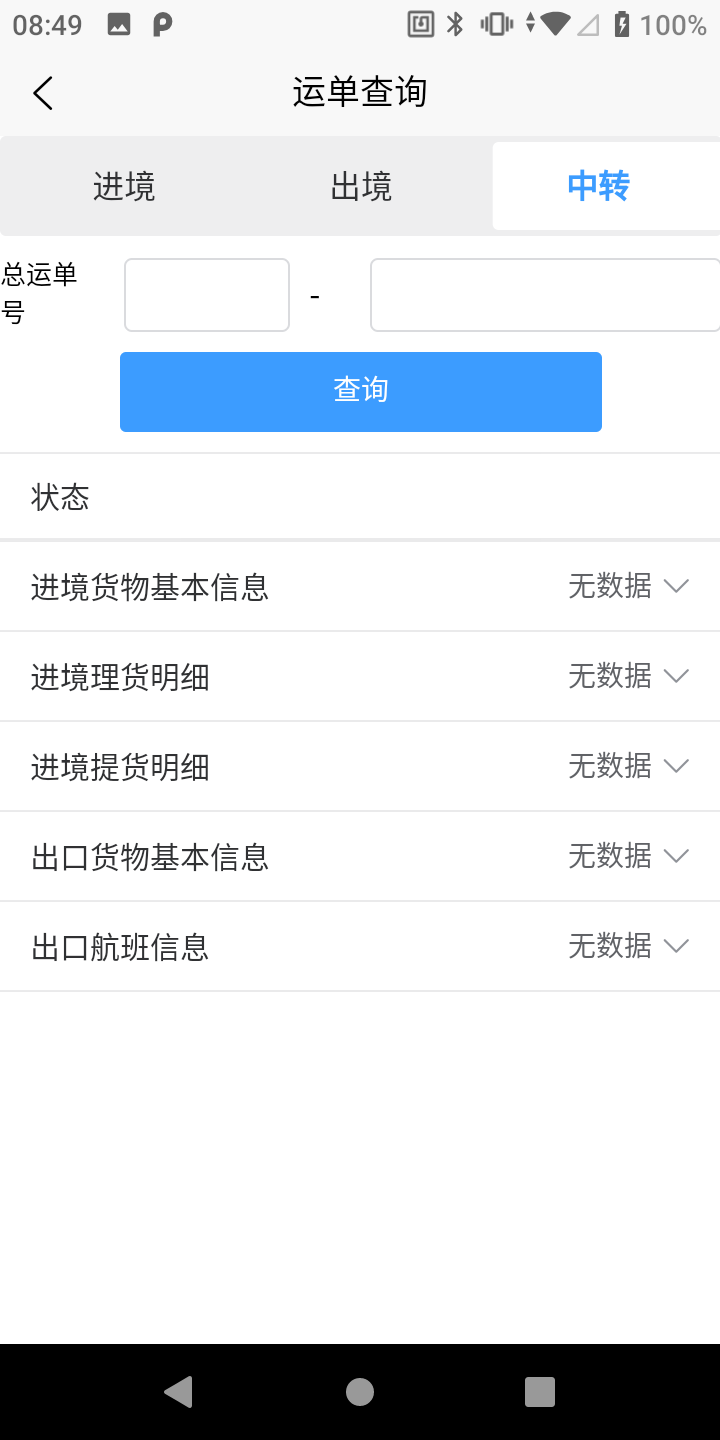 08:49
100%
运单查询
进境
出境
中转
总运单
号
-
查询
状态
进境货物基本信息
无数据
进境理货明细
无数据
进境提货明细
无数据
出口货物基本信息
无数据
出口航班信息
无数据